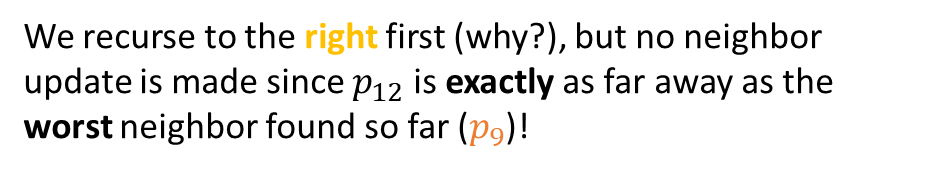 We recurse to the right first (why?), but no neighbor
update is made since p₁₂ is exactly as far away as the
worst neighbor found so far (p₉)!